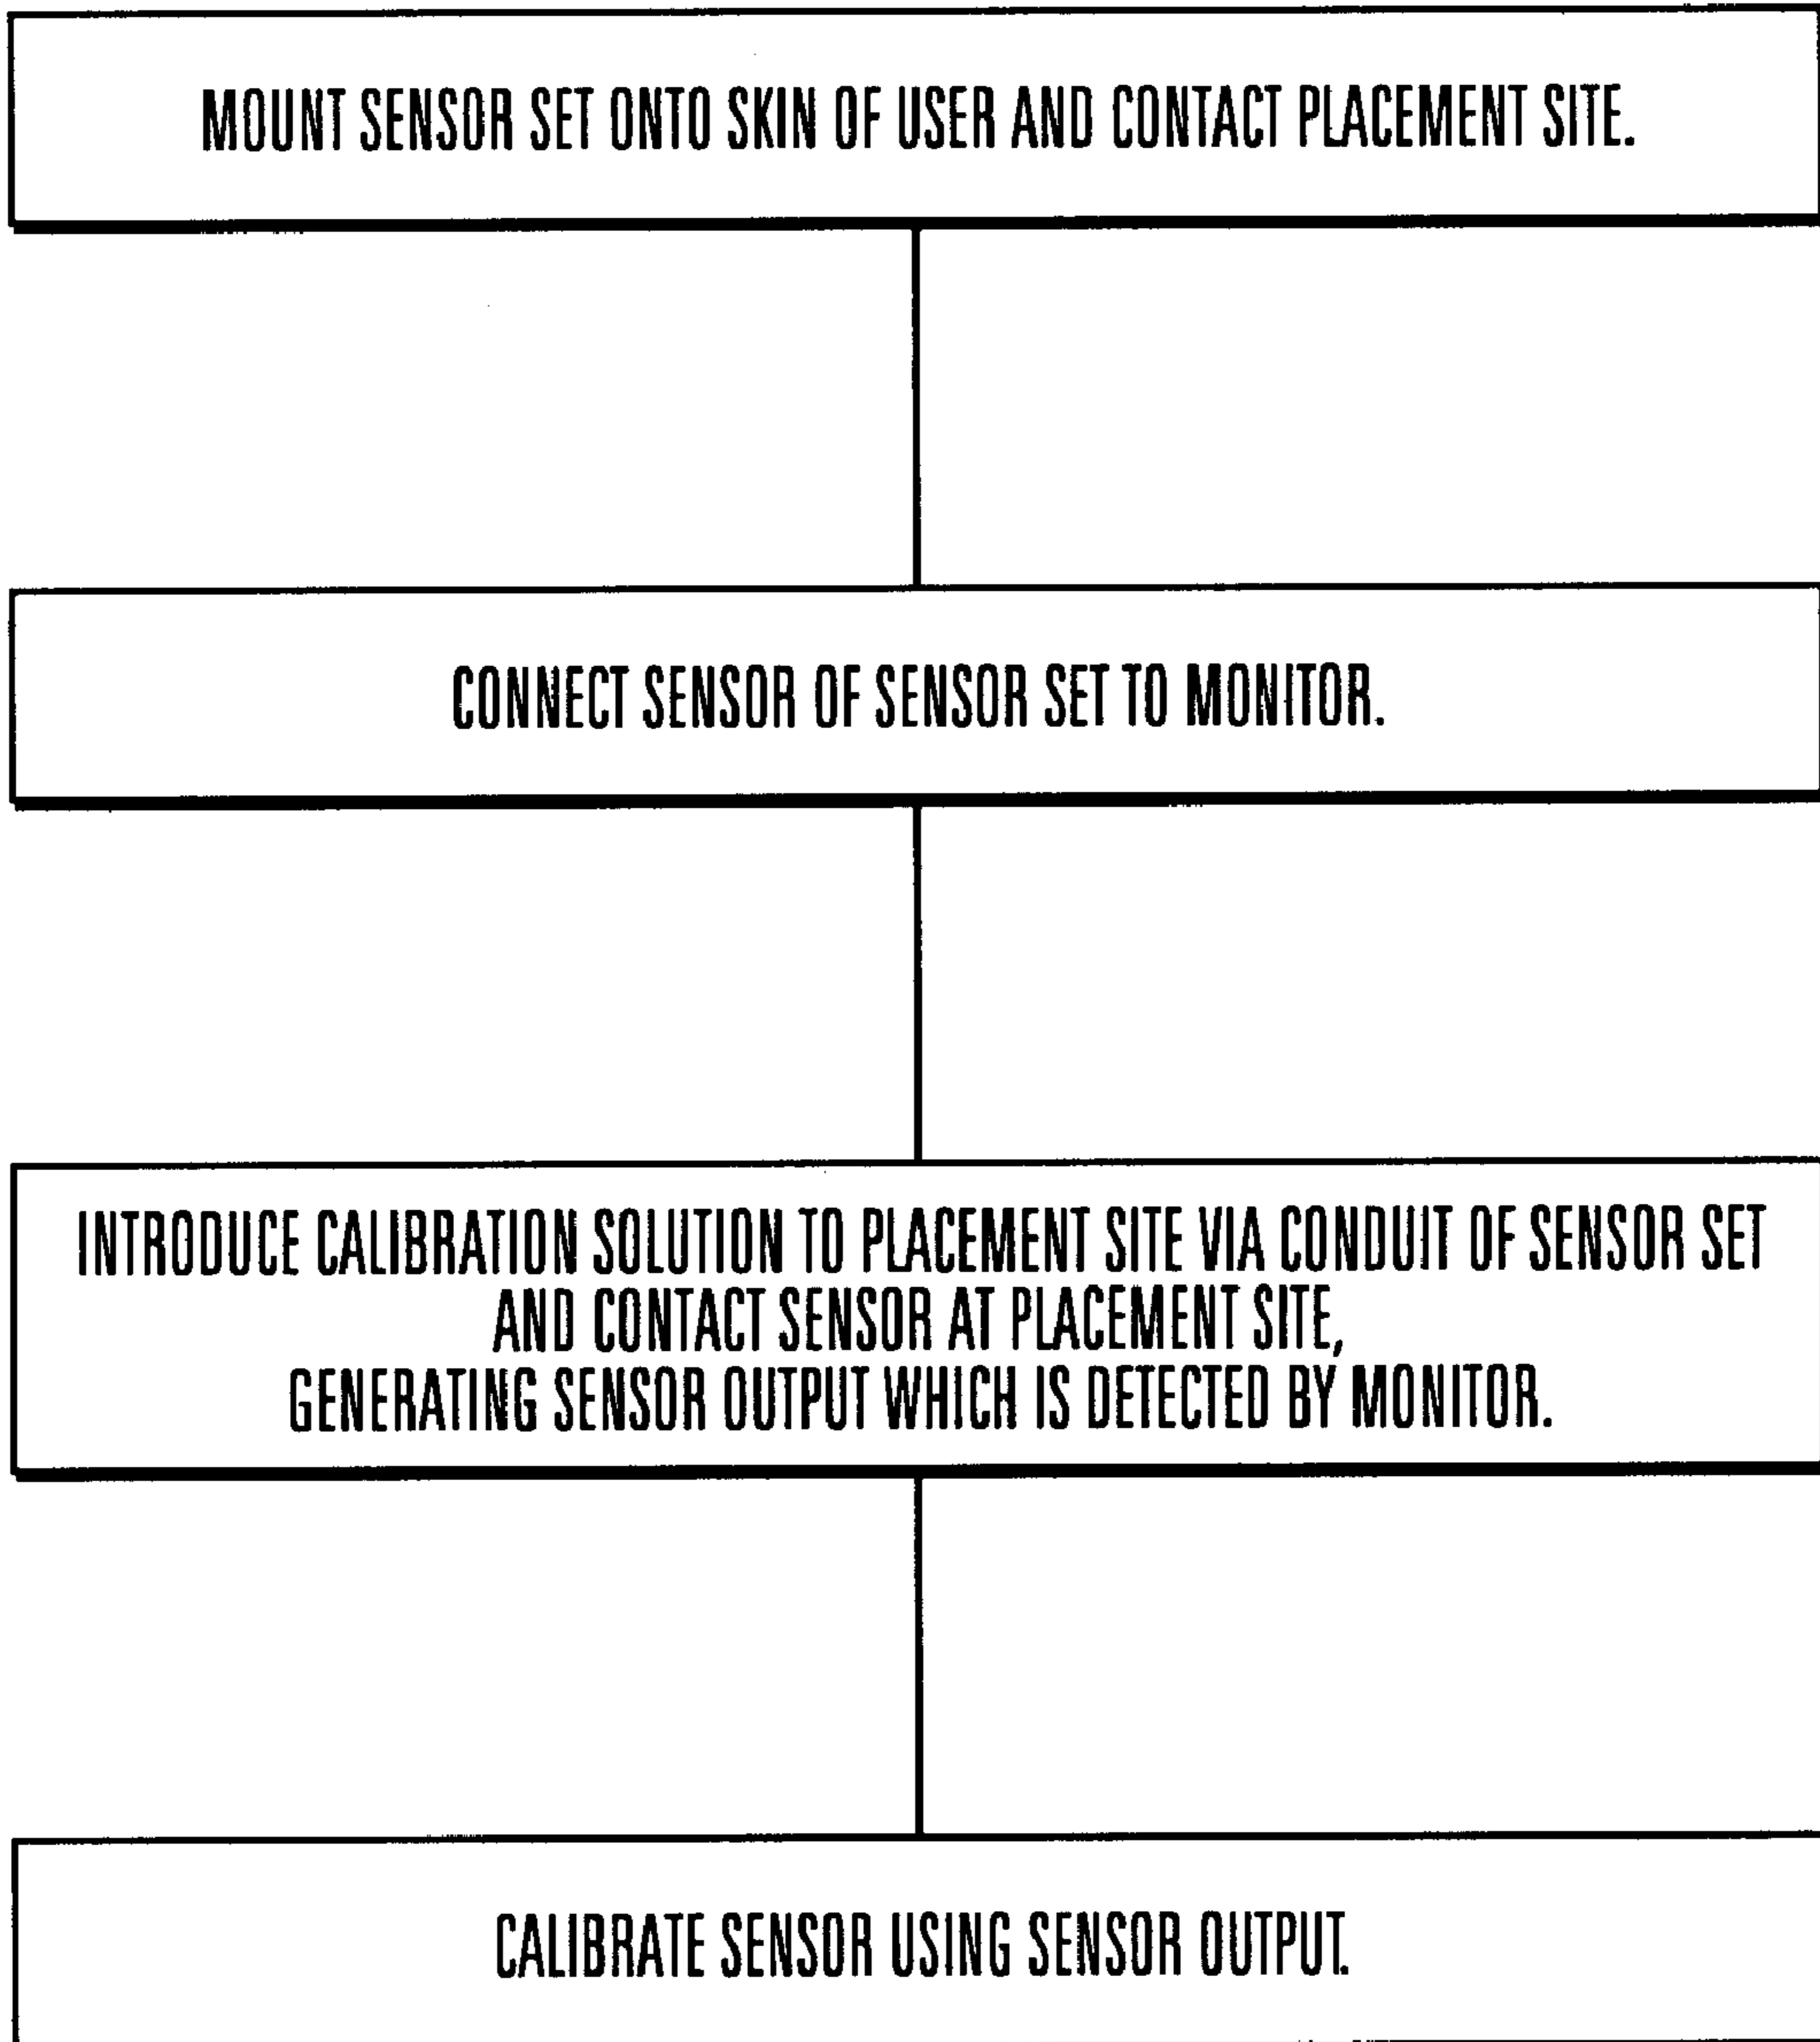 MOUNT SENSOR SET ONTO SKIN OF USER AND CONTACT PLACEMENT SITE.
CONNECT SENSOR OF SENSOR SET TO MONITOR.
INTRODUCE CALIBRATION SOLUTION TO PLACEMENT SITE VIA CONDUIT OF SENSOR SET
AND CONTACT SENSOR AT PLACEMENT SITE,
GENERATING SENSOR OUTPUT WHICH IS DETECTED BY MONITOR.
CALIBRATE SENSOR USING SENSOR OUTPUT.